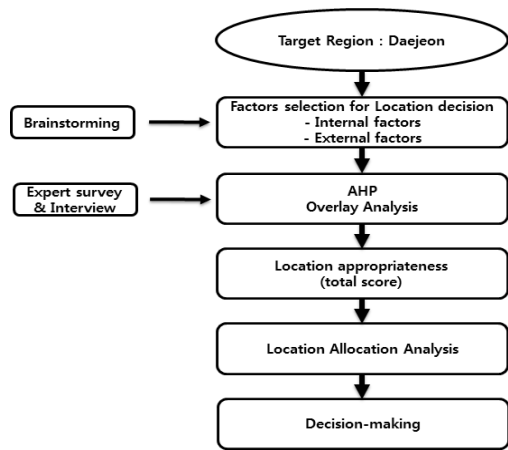 Target Region : Daejeon
Brainstorming
Factors selection for Location decision
- Internal factors
- External factors
Expert survey
& Interview
AHP
Overlay Analysis
Location appropriateness
(total score)
Location Allocation Analysis
Decision-making